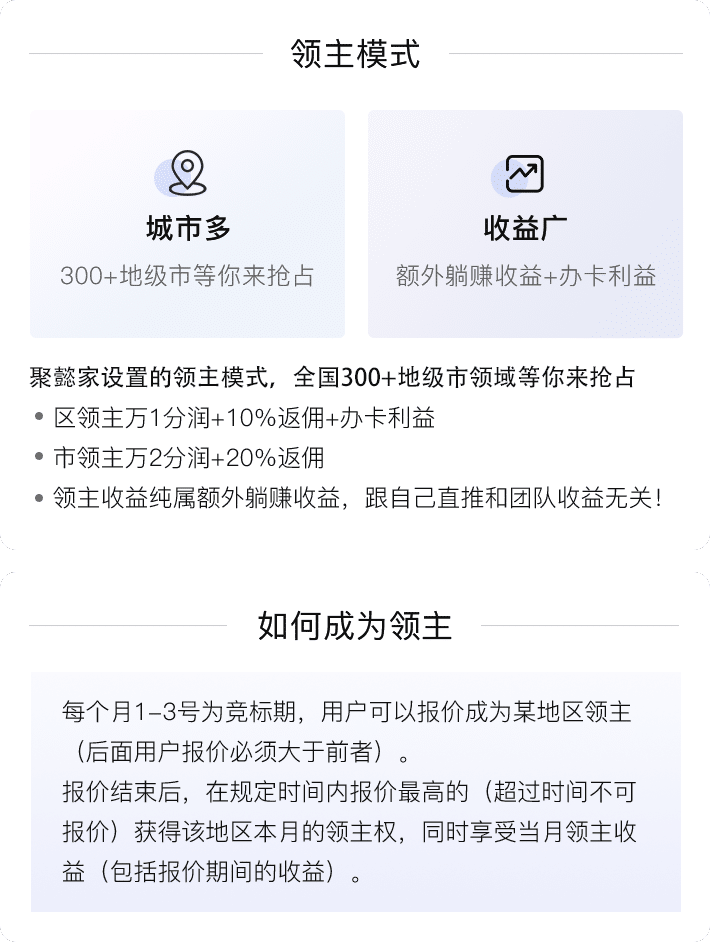 领主模式
城市多
300+地级市等你来抢占
收益广
额外躺赚收益+办卡利益
聚懿家设置的领主模式，全国300+地级市领域等你来抢占
区领主万1分润+10%返佣+办卡利益
市领主万2分润+20%返佣
领主收益纯属额外躺赚收益，跟自己直推和团队收益无关！
如何成为领主
每个月1-3号为竞标期，用户可以报价成为某地区领主
（后面用户报价必须大于前者）。
报价结束后，在规定时间内报价最高的（超过时间不可
报价）获得该地区本月的领主权，同时享受当月领主收
益（包括报价期间的收益）。